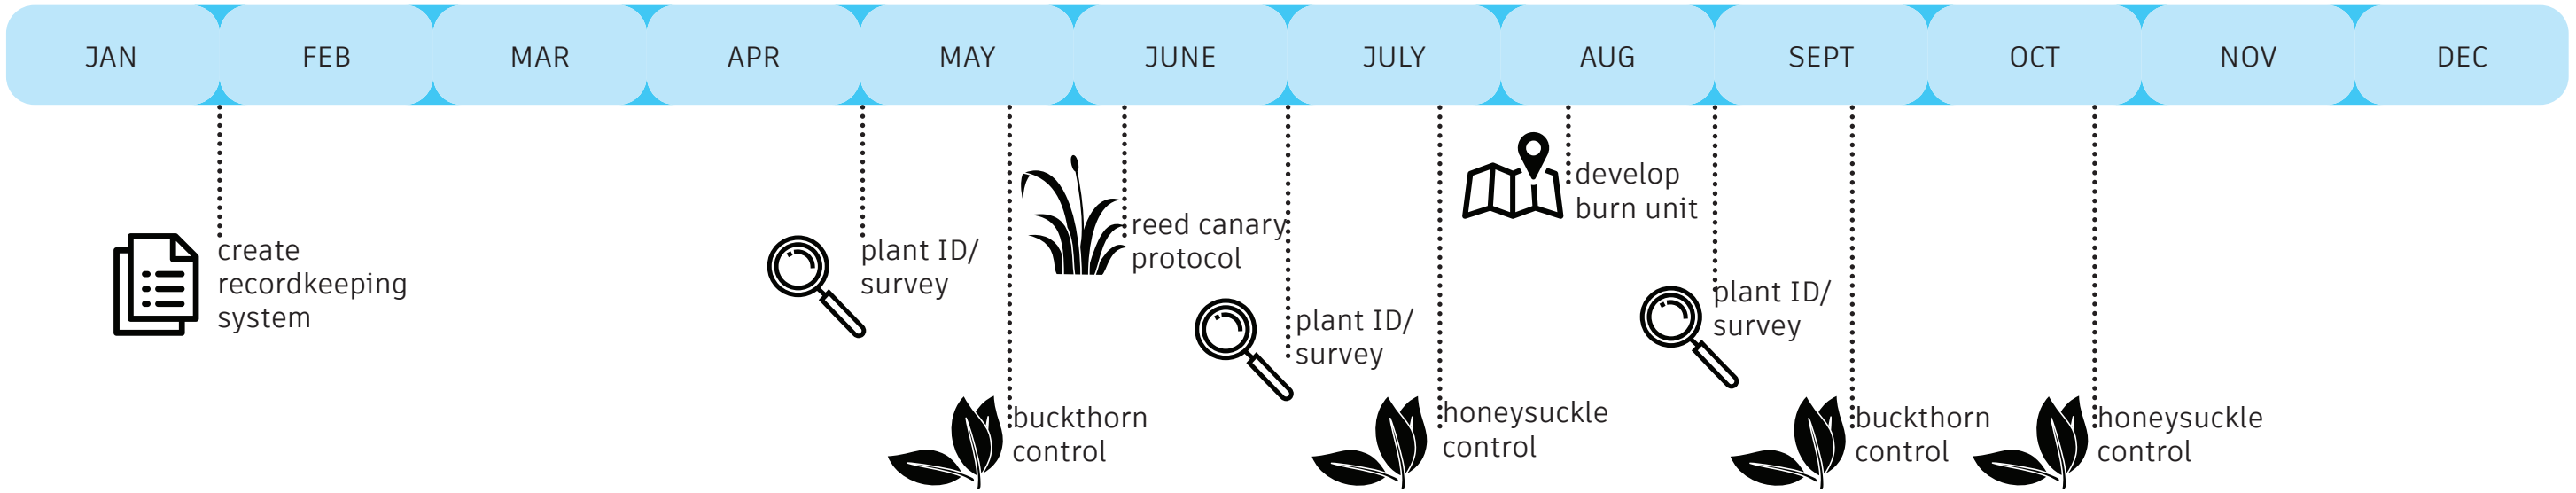 JAN FEB MAR APR MAY JUNE JULY AUG SEPT OCT NOV DEC
create
recordkeeping
system
plant ID/
survey
buckthorn
control
reed canary
protocol
plant ID/
survey
honeysuckle
control
develop
burn unit
plant ID/
survey
buckthorn
control
honeysuckle
control